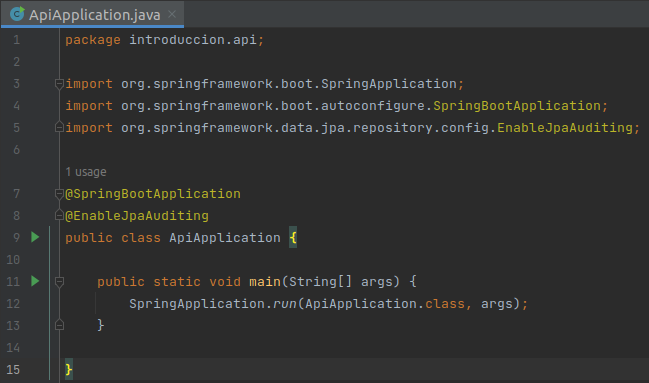 ApiApplication.java
1 package introduccion.api;
2
3 import org.springframework.boot.SpringApplication;
4 import org.springframework.boot.autoconfigure.SpringBootApplication;
5 import org.springframework.data.jpa.repository.config.EnableJpaAuditing;
6
1 usage
7 @SpringBootApplication
8 @EnableJpaAuditing
9 public class ApiApplication {
10
11     public static void main(String[] args) {
12         SpringApplication.run(ApiApplication.class, args);
13     }
14
15 }